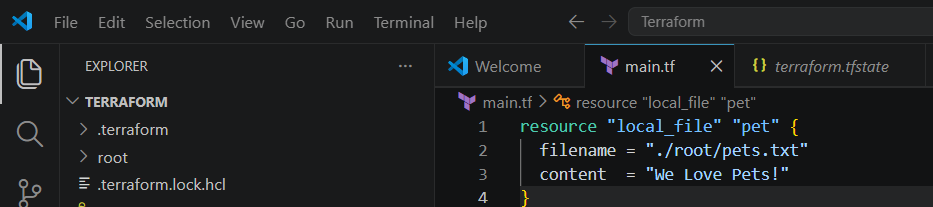 File Edit Selection View Go Run Terminal Help ← → Terraform
EXPLORER ...
TERRAFORM
.terraform
root
.terraform.lock.hcl
Welcome main.tf × {} terraform.tfstate
main.tf > resource "local_file" "pet"
1 resource "local_file" "pet" {
2 filename = "./root/pets.txt"
3 content = "We Love Pets!"
4 }